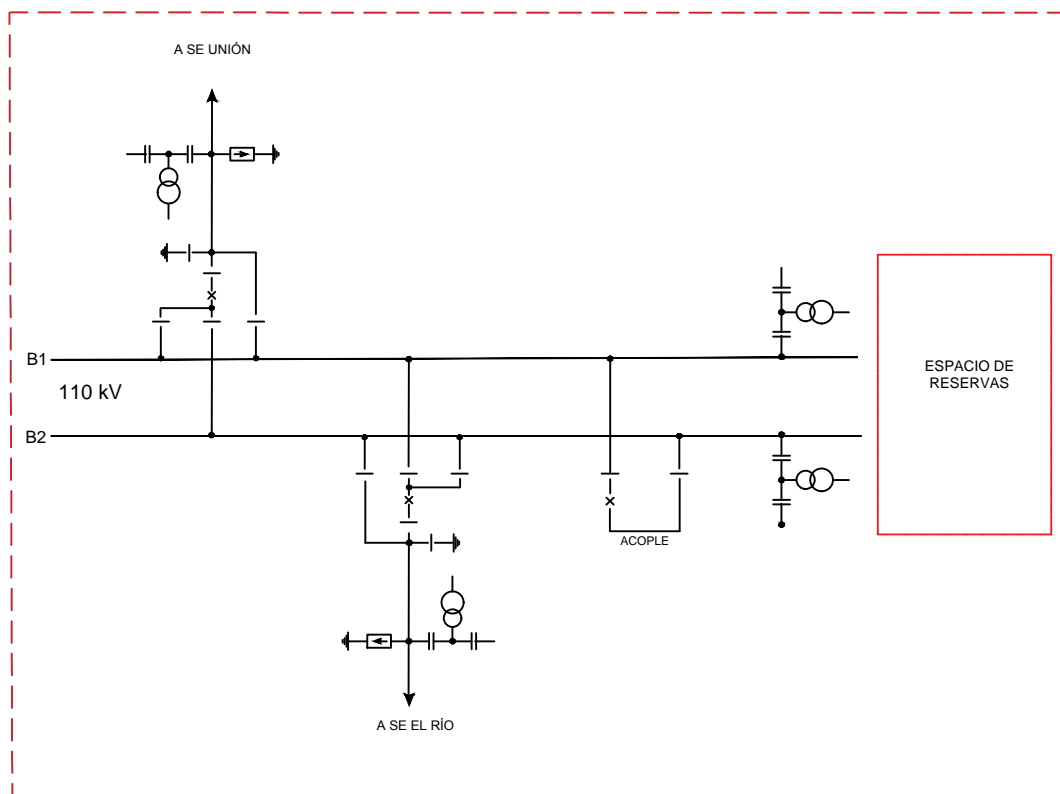 A SE UNIÓN
B1
110 kV
B2
ESPACIO DE
RESERVAS
ACOPLE
A SE EL RÍO